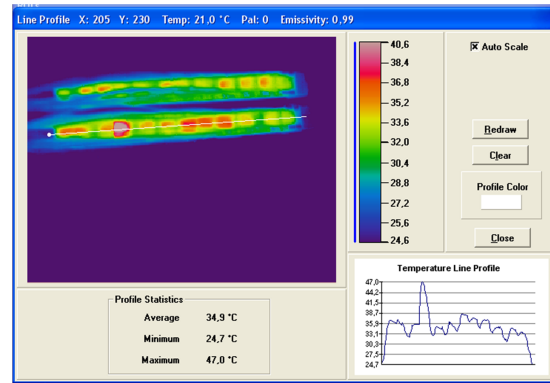 Line Profile X: 205 Y: 230 Temp: 21,0 °C Pal: 0 Emissivity: 0,99
40,6
38,4
36,8
35,2
33,6
32,0
30,4
28,8
27,2
25,6
24,6
Auto Scale
Redraw
Clear
Profile Color
Close
Profile Statistics
Average 34,9 °C
Minimum 24,7 °C
Maximum 47,0 °C
Temperature Line Profile
47,0
44,2
41,5
38,7
35,9
33,1
30,3
27,5
24,7